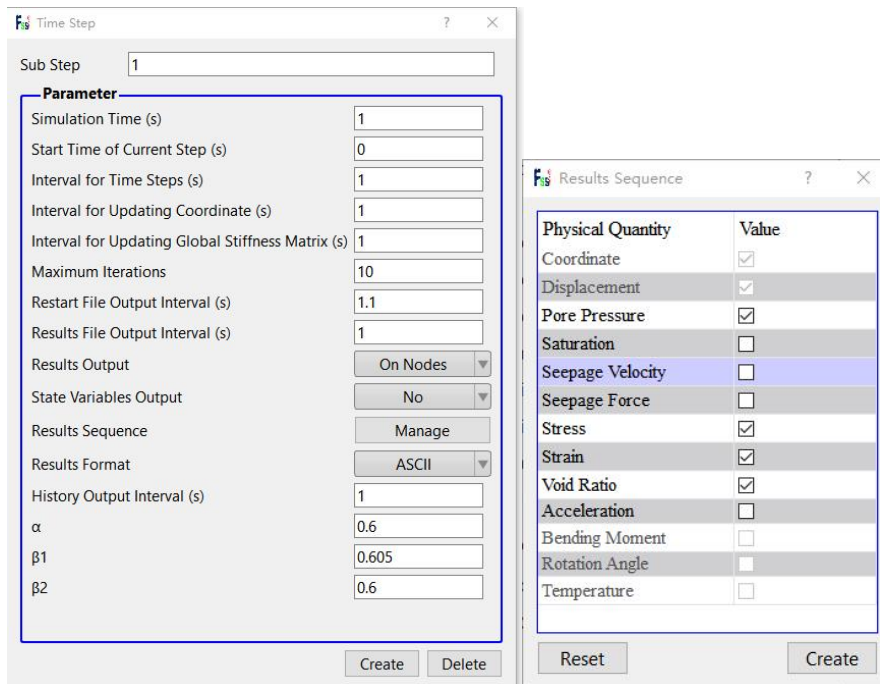 Time Step ? ×
Sub Step 1
Parameter
Simulation Time (s) 1
Start Time of Current Step (s) 0
Interval for Time Steps (s) 1
Interval for Updating Coordinate (s) 1
Interval for Updating Global Stiffness Matrix (s) 1
Maximum Iterations 10
Restart File Output Interval (s) 1.1
Results File Output Interval (s) 1
Results Output On Nodes
State Variables Output No
Results Sequence Manage
Results Format ASCII
History Output Interval (s) 1
α 0.6
β1 0.605
β2 0.6
Create Delete
Results Sequence ? ×
Physical Quantity Value
Coordinate
Displacement
Pore Pressure
Saturation
Seepage Velocity
Seepage Force
Stress
Strain
Void Ratio
Acceleration
Bending Moment
Rotation Angle
Temperature
Reset Create